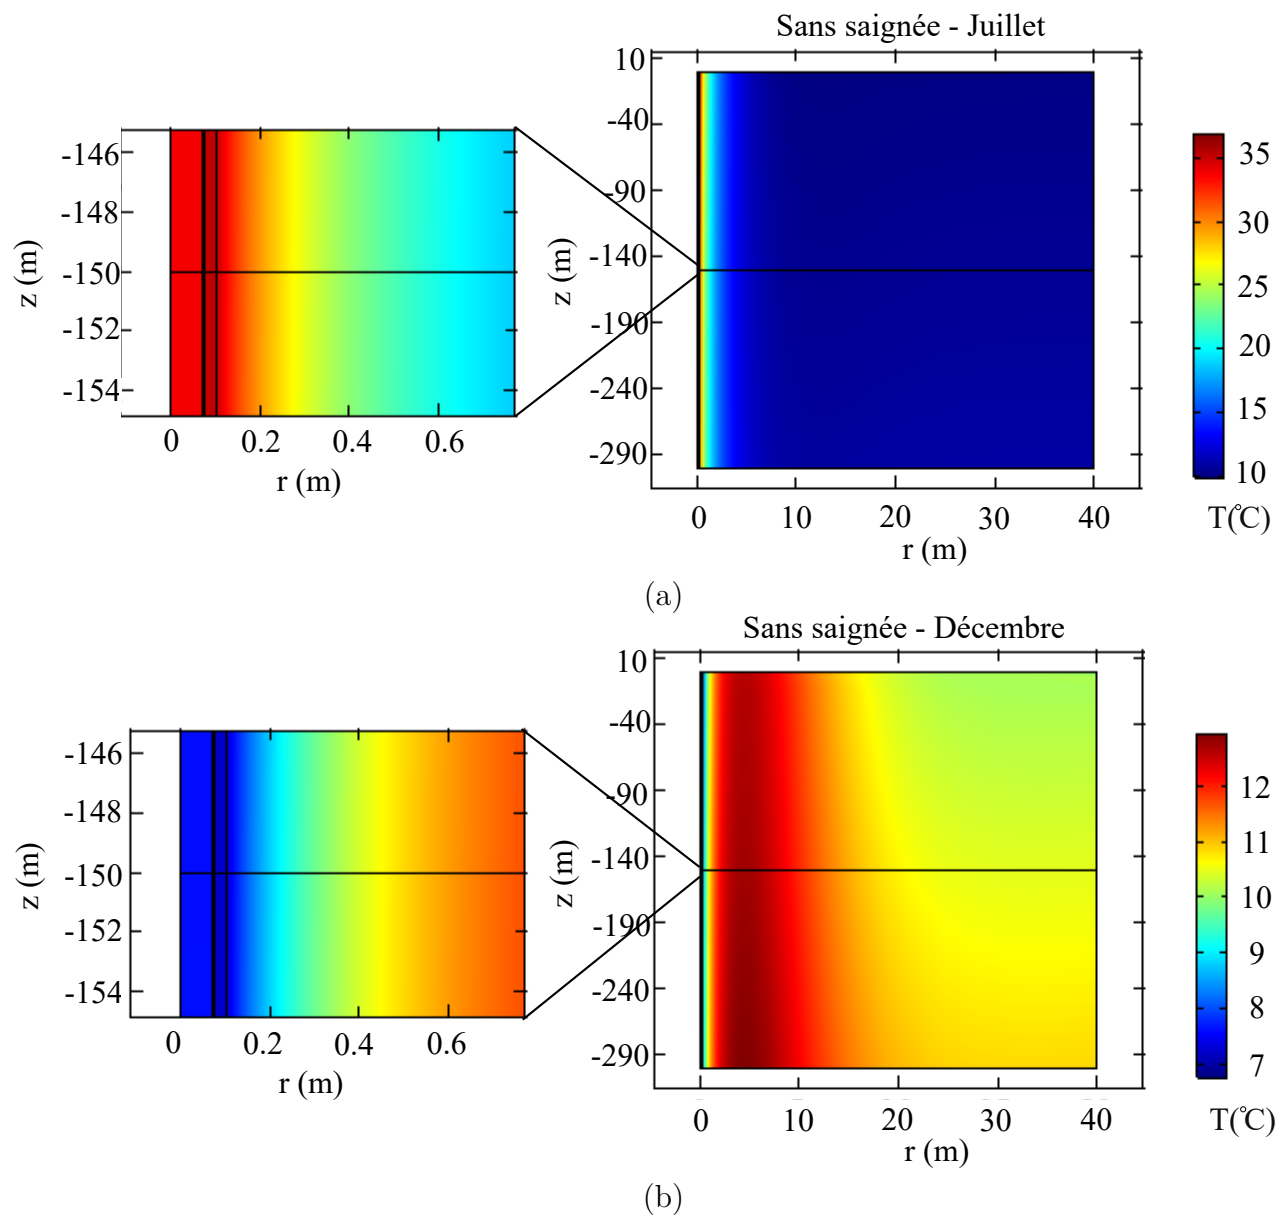 Sans saignée - Juillet
10
-40
-90
-140
-190
-240
-290
z (m)
0 10 20 30 40
r (m)
-146
-148
-150
-152
-154
z (m)
0 0.2 0.4 0.6
r (m)
35
30
25
20
15
10
T(℃)
(a)
Sans saignée - Décembre
10
-40
-90
-140
-190
-240
-290
z (m)
0 10 20 30 40
r (m)
-146
-148
-150
-152
-154
z (m)
0 0.2 0.4 0.6
r (m)
12
11
10
9
8
7
T(℃)
(b)